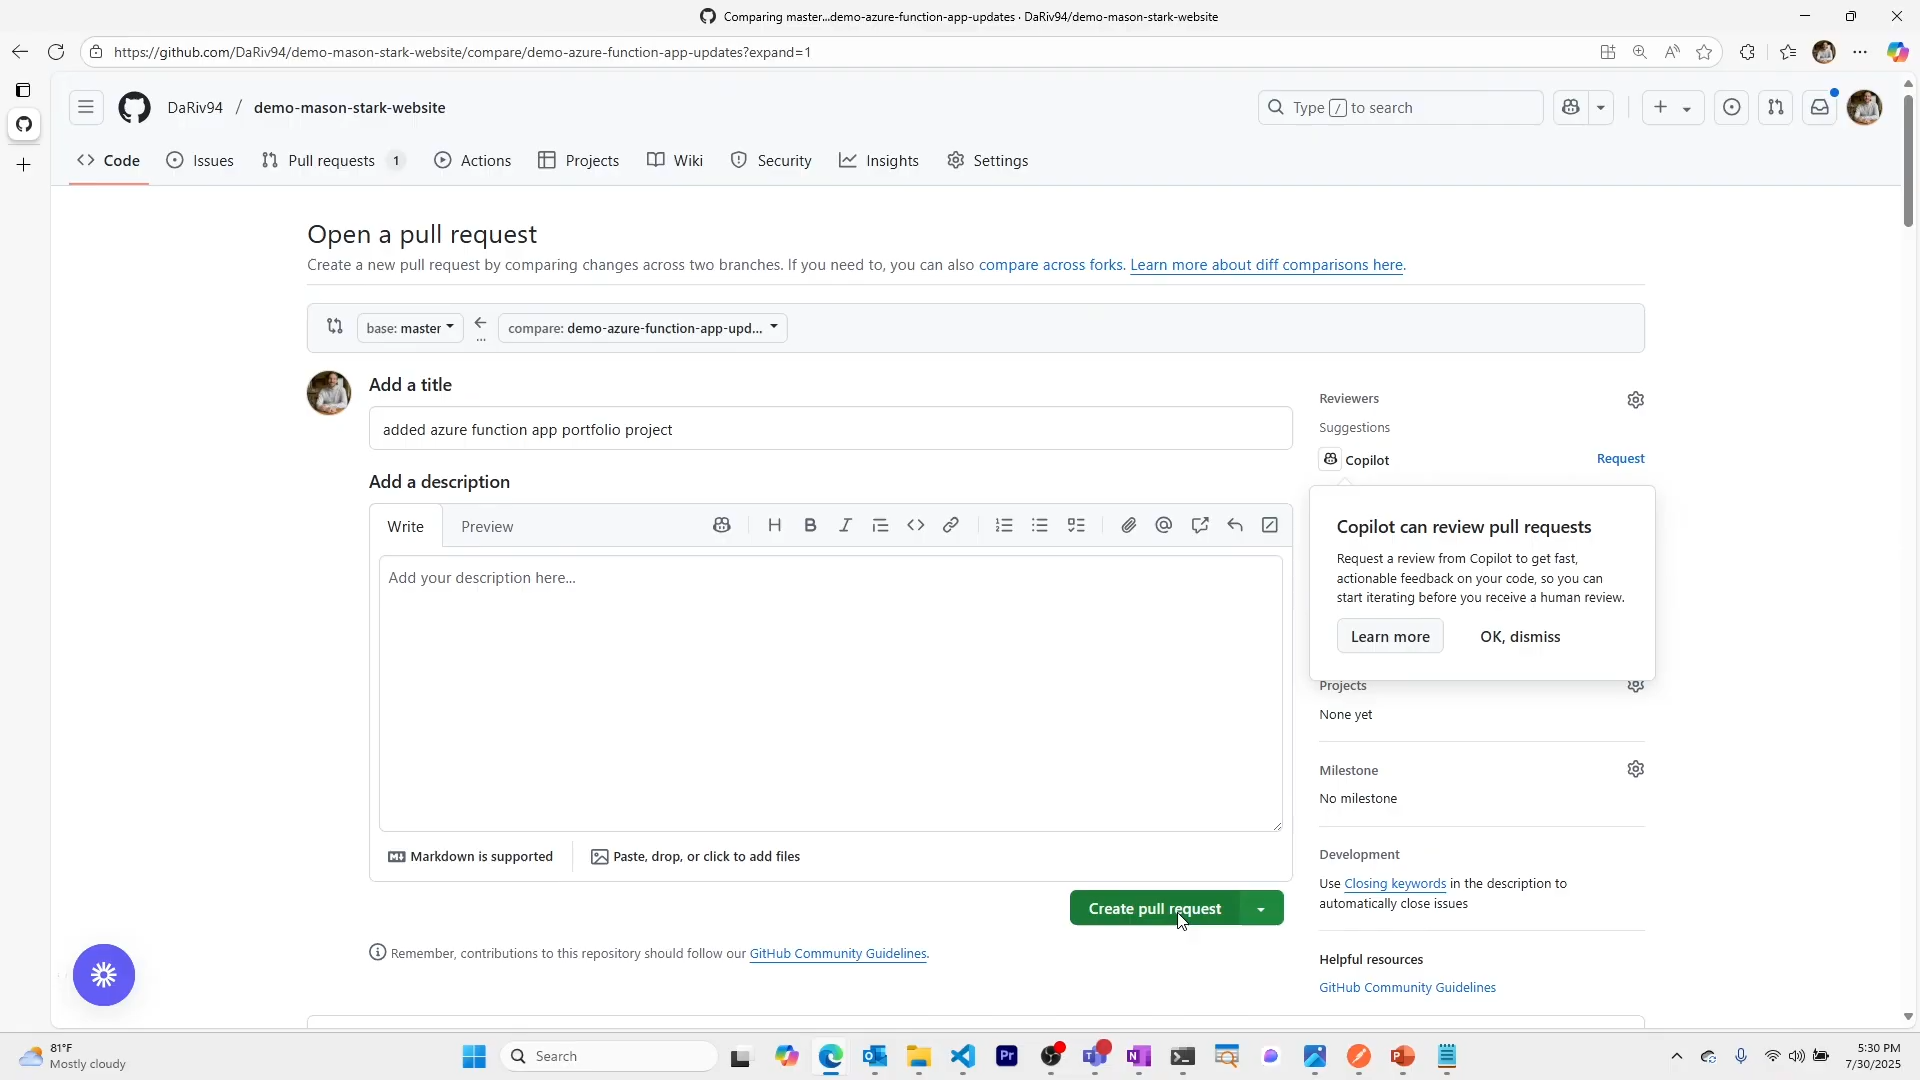 Comparing master...demo-azure-function-app-updates · DaRiv94/demo-mason-stark-website
https://github.com/DaRiv94/demo-mason-stark-website/compare/demo-azure-function-app-updates?expand=1
DaRiv94 / demo-mason-stark-website
Type / to search
Code
Issues
Pull requests 1
Actions
Projects
Wiki
Security
Insights
Settings
Open a pull request
Create a new pull request by comparing changes across two branches. If you need to, you can also compare across forks. Learn more about diff comparisons here.
base: master
...
compare: demo-azure-function-app-upd...
Add a title
added azure function app portfolio project
Add a description
Write
Preview
Add your description here...
Markdown is supported
Paste, drop, or click to add files
Create pull request
Remember, contributions to this repository should follow our GitHub Community Guidelines.
Reviewers
Suggestions
Copilot
Request
Copilot can review pull requests
Request a review from Copilot to get fast,
actionable feedback on your code, so you can
start iterating before you receive a human review.
Learn more
OK, dismiss
Projects
None yet
Milestone
No milestone
Development
Use Closing keywords in the description to
automatically close issues
Helpful resources
GitHub Community Guidelines
81°F
Mostly cloudy
Search
Pr
5:30 PM
7/30/2025